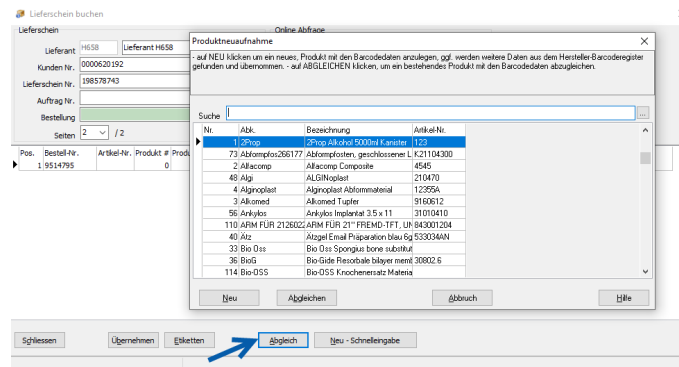 Lieferschein buchen
Lieferschein
Online Abfrage
Lieferant H658 Lieferant H658
Kunden Nr. 0000620192
Lieferschein Nr. 198578743
Auftrag Nr.
Bestellung
Seiten 2 / 2
Pos. Bestell-Nr. Artikel-Nr. Produkt # Produ
1 9514795 0
Produktneuaufnahme
- auf NEU klicken um ein neues, Produkt mit den Barcodedaten anzulegen, ggf. werden weitere Daten aus dem Hersteller-Barcoderegister
gefunden und übernommen. - auf ABGLEICHEN klicken, um ein bestehendes Produkt mit den Barcodedaten abzugleichen.
Suche ...
Nr. Abk. Bezeichnung Artikel-Nr.
1 2Prop 2Prop Alkohol 5000ml Kanister 123
73 Abformpfos266177 Abformpfosten, geschlossener L K21104300
2 Alfacomp Alfacomp Composite 4545
48 Algi ALGINoplast 210470
4 Alginoplast Alginoplast Abformmaterial 12355A
3 Alkomed Alkomed Tupfer 9160612
56 Ankylos Ankylos Implantat 3.5 x 11 31010410
110 ARM FÜR 2126022 ARM FÜR 21" FREMD-TFT, UN 843001204
40 Ätz Ätzgel Email Präparation blau 6g 533034AN
33 Bio Oss Bio Oss Spongius bone substitut
36 BioG Bio-Gide Resorbale bilayer memt 30802.6
114 Bio-OSS Bio-OSS Knochenersatz Materia
Neu Abgleichen Abbruch Hilfe
Schliessen Übernehmen Etiketten Abgleich Neu - Schnelleingabe